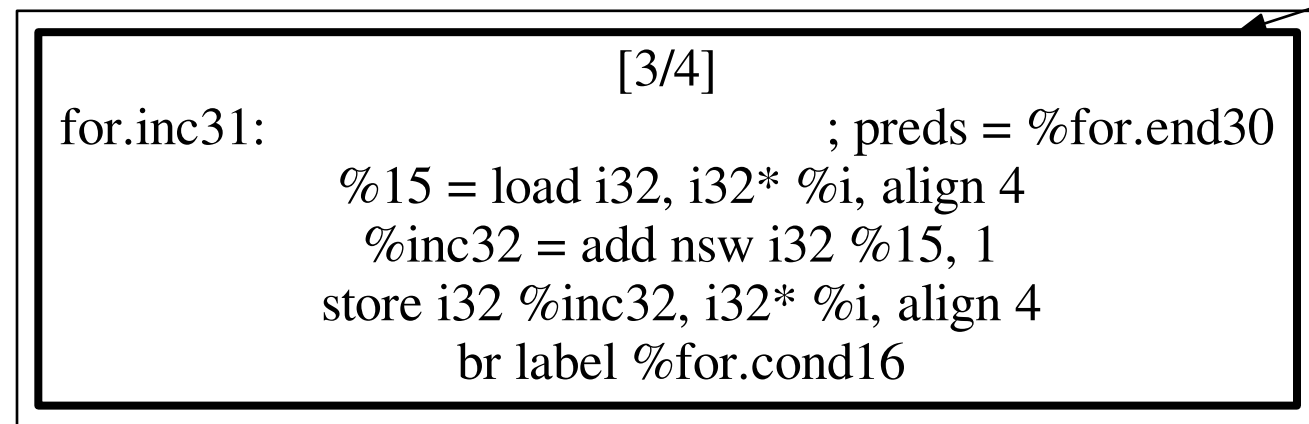 [3/4]
for.inc31: ; preds = %for.end30
%15 = load i32, i32* %i, align 4
%inc32 = add nsw i32 %15, 1
store i32 %inc32, i32* %i, align 4
br label %for.cond16